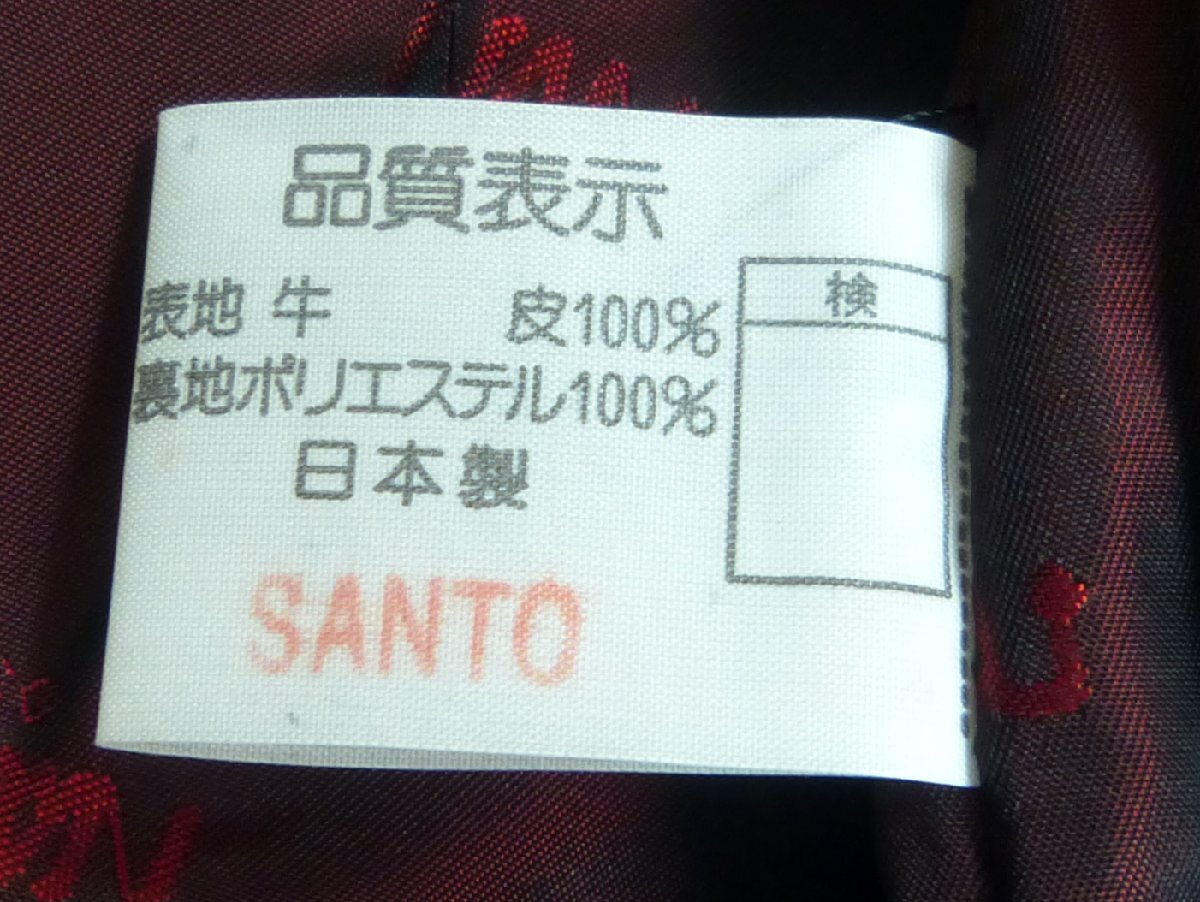 品質表示
検
表地 牛 皮100%
裏地ポリエステル100%
日本製
SANTO